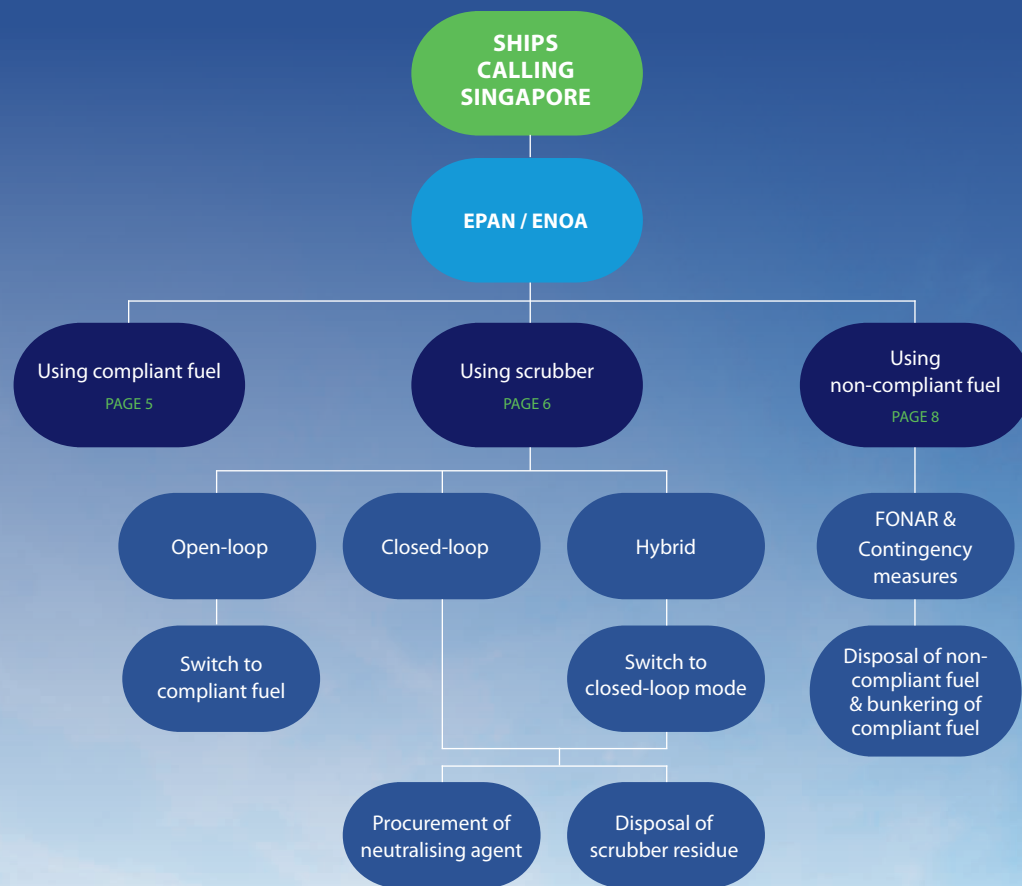 SHIPS
CALLING
SINGAPORE
EPAN / ENOA
Using compliant fuel
PAGE 5
Using scrubber
PAGE 6
Using
non-compliant fuel
PAGE 8
Open-loop
Closed-loop
Hybrid
FONAR &
Contingency
measures
Switch to
compliant fuel
Switch to
closed-loop mode
Disposal of non-
compliant fuel
& bunkering of
compliant fuel
Procurement of
neutralising agent
Disposal of
scrubber residue